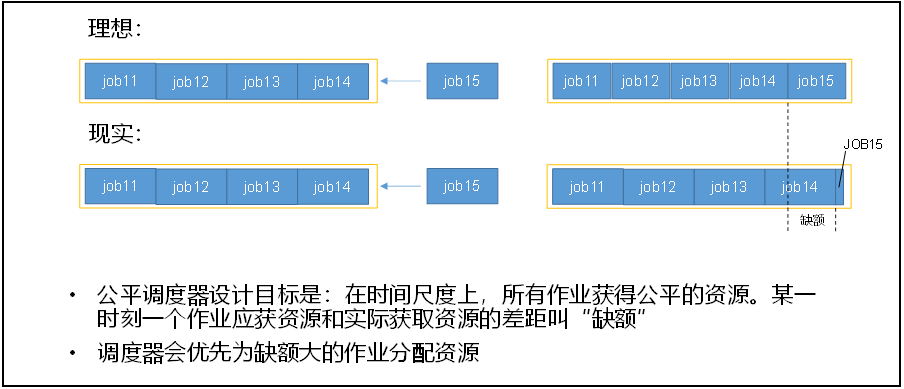 理想：
job11 job12 job13 job14 job15 job11 job12 job13 job14 job15
现实：
JOB15
job11 job12 job13 job14 job15 job11 job12 job13 job14
缺额
• 公平调度器设计目标是：在时间尺度上，所有作业获得公平的资源。某一
时刻一个作业应获资源和实际获取资源的差距叫“缺额”
• 调度器会优先为缺额大的作业分配资源